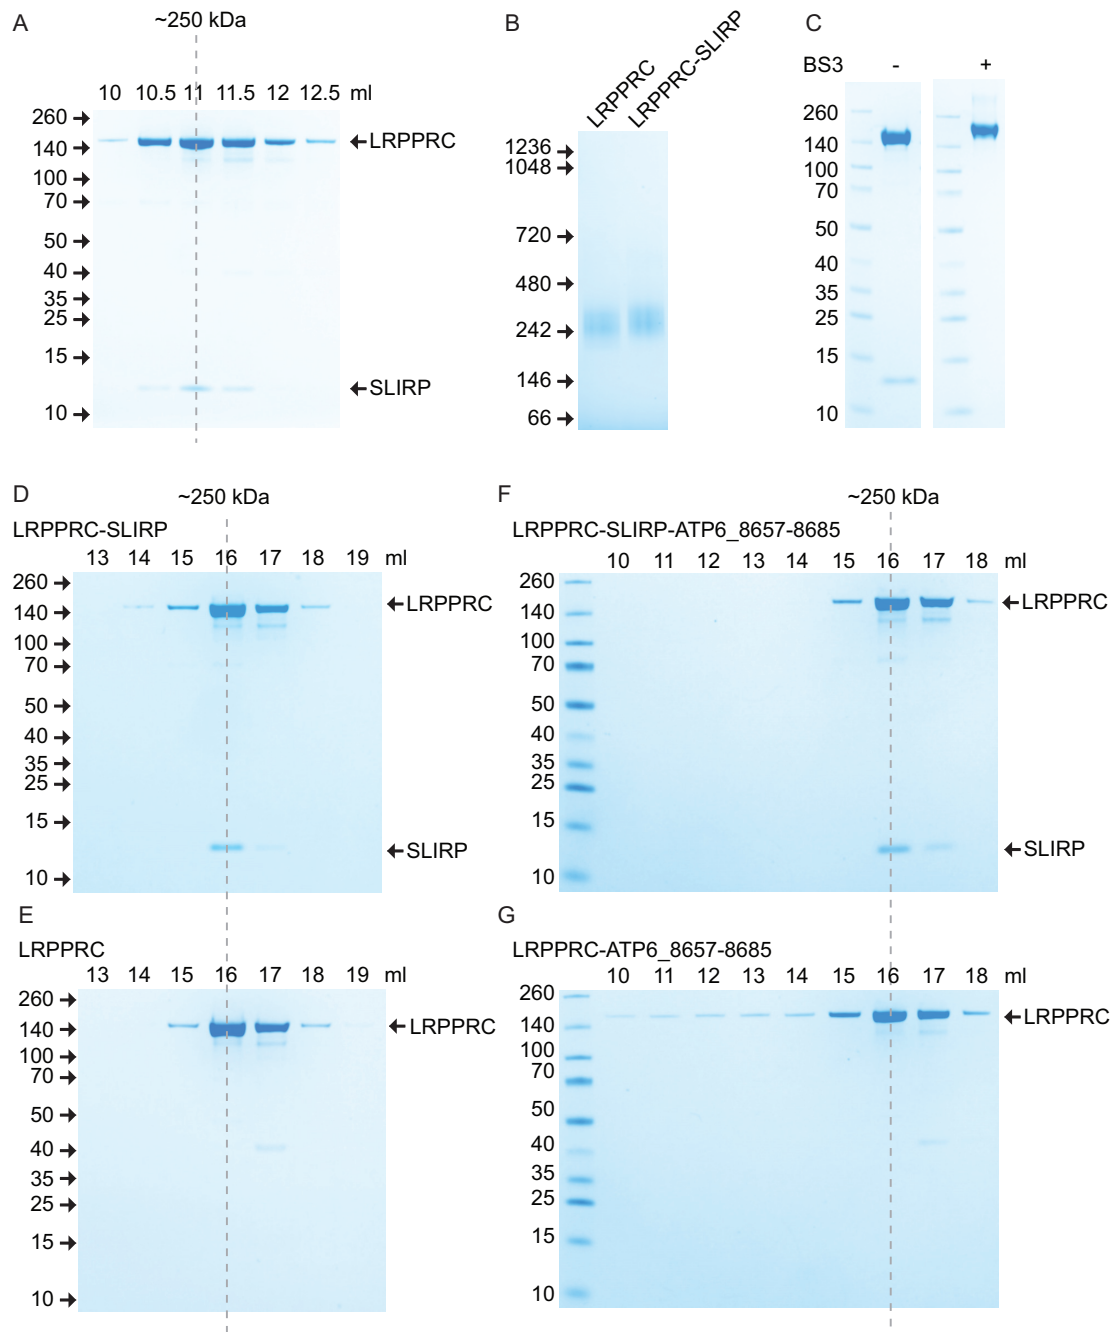 A
~250 kDa
10 10.5 11 11.5 12 12.5 ml
260
140
100
70
50
40
35
25
15
10
LRPPRC
SLIRP
B
LRPPRC
LRPPRC-SLIRP
1236
1048
720
480
242
146
66
C
BS3 - +
260
140
100
70
50
40
35
25
15
10
D
~250 kDa
LRPPRC-SLIRP
13 14 15 16 17 18 19 ml
260
140
100
70
50
40
35
25
15
10
LRPPRC
SLIRP
F
~250 kDa
LRPPRC-SLIRP-ATP6_8657-8685
10 11 12 13 14 15 16 17 18 ml
260
140
100
70
50
40
35
25
15
10
LRPPRC
SLIRP
E
LRPPRC
13 14 15 16 17 18 19 ml
260
140
100
70
50
40
35
25
15
10
LRPPRC
G
LRPPRC-ATP6_8657-8685
10 11 12 13 14 15 16 17 18 ml
260
140
100
70
50
40
35
25
15
10
LRPPRC